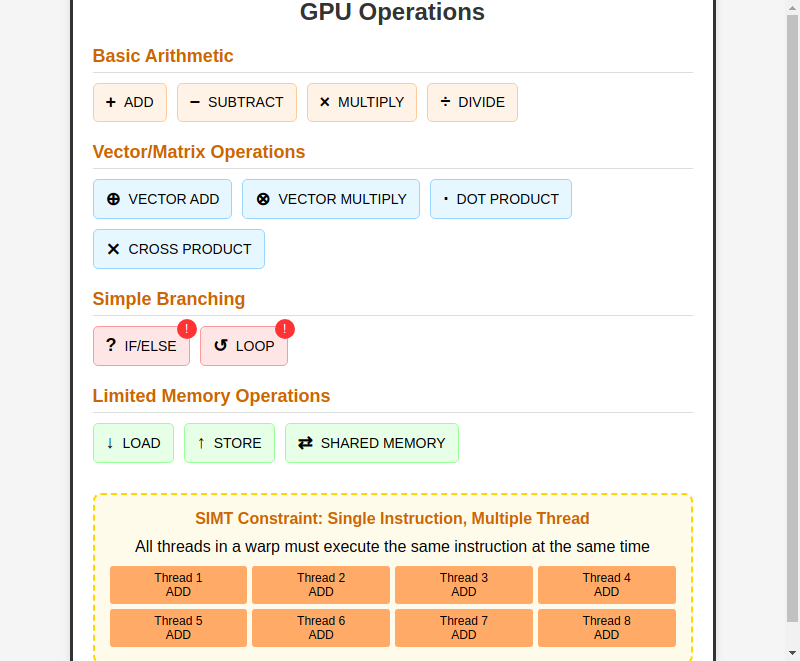 GPU Operations
Basic Arithmetic
+ ADD − SUBTRACT × MULTIPLY ÷ DIVIDE
Vector/Matrix Operations
⊕ VECTOR ADD ⊗ VECTOR MULTIPLY · DOT PRODUCT
✕ CROSS PRODUCT
Simple Branching
? IF/ELSE ! ↺ LOOP !
Limited Memory Operations
↓ LOAD ↑ STORE ⇄ SHARED MEMORY
SIMT Constraint: Single Instruction, Multiple Thread
All threads in a warp must execute the same instruction at the same time
Thread 1 Thread 2 Thread 3 Thread 4
ADD ADD ADD ADD
Thread 5 Thread 6 Thread 7 Thread 8
ADD ADD ADD ADD